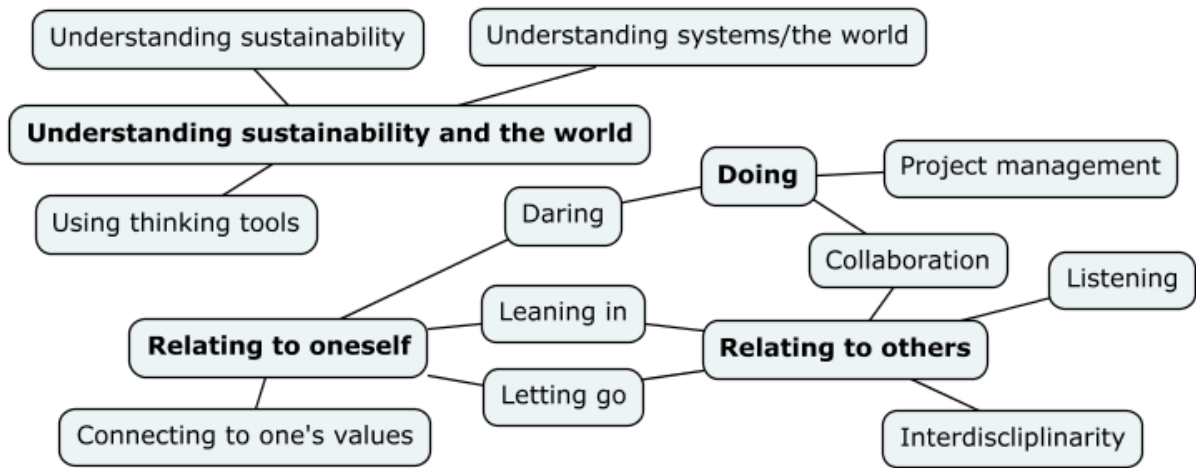 Understanding sustainability
Understanding systems/the world
Understanding sustainability and the world
Using thinking tools
Doing
Project management
Daring
Collaboration
Listening
Leaning in
Relating to oneself
Relating to others
Letting go
Connecting to one's values
Interdiscliplinarity